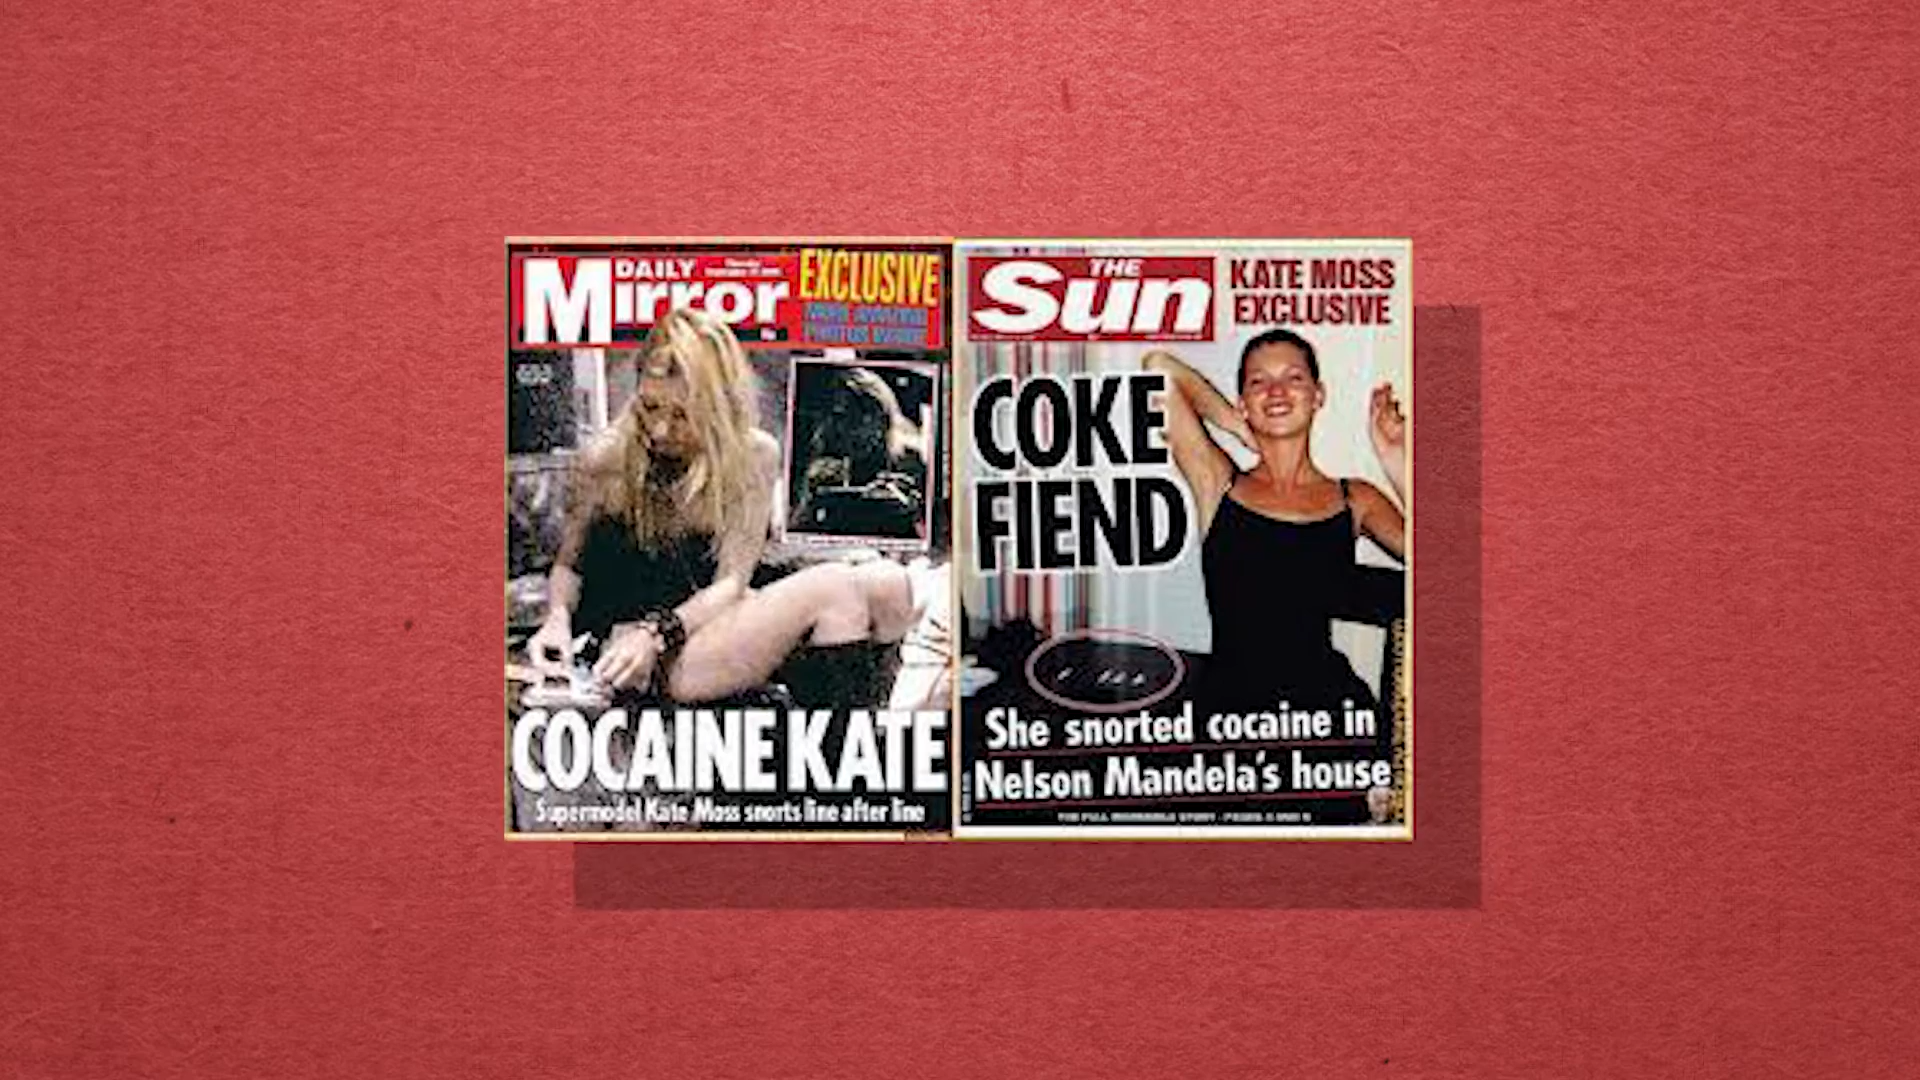 DAILY
Mirror
EXCLUSIVE
COCAINE KATE
Supermodel Kate Moss snorts line after line
THE
Sun
KATE MOSS
EXCLUSIVE
COKE
FIEND
She snorted cocaine in
Nelson Mandela's house